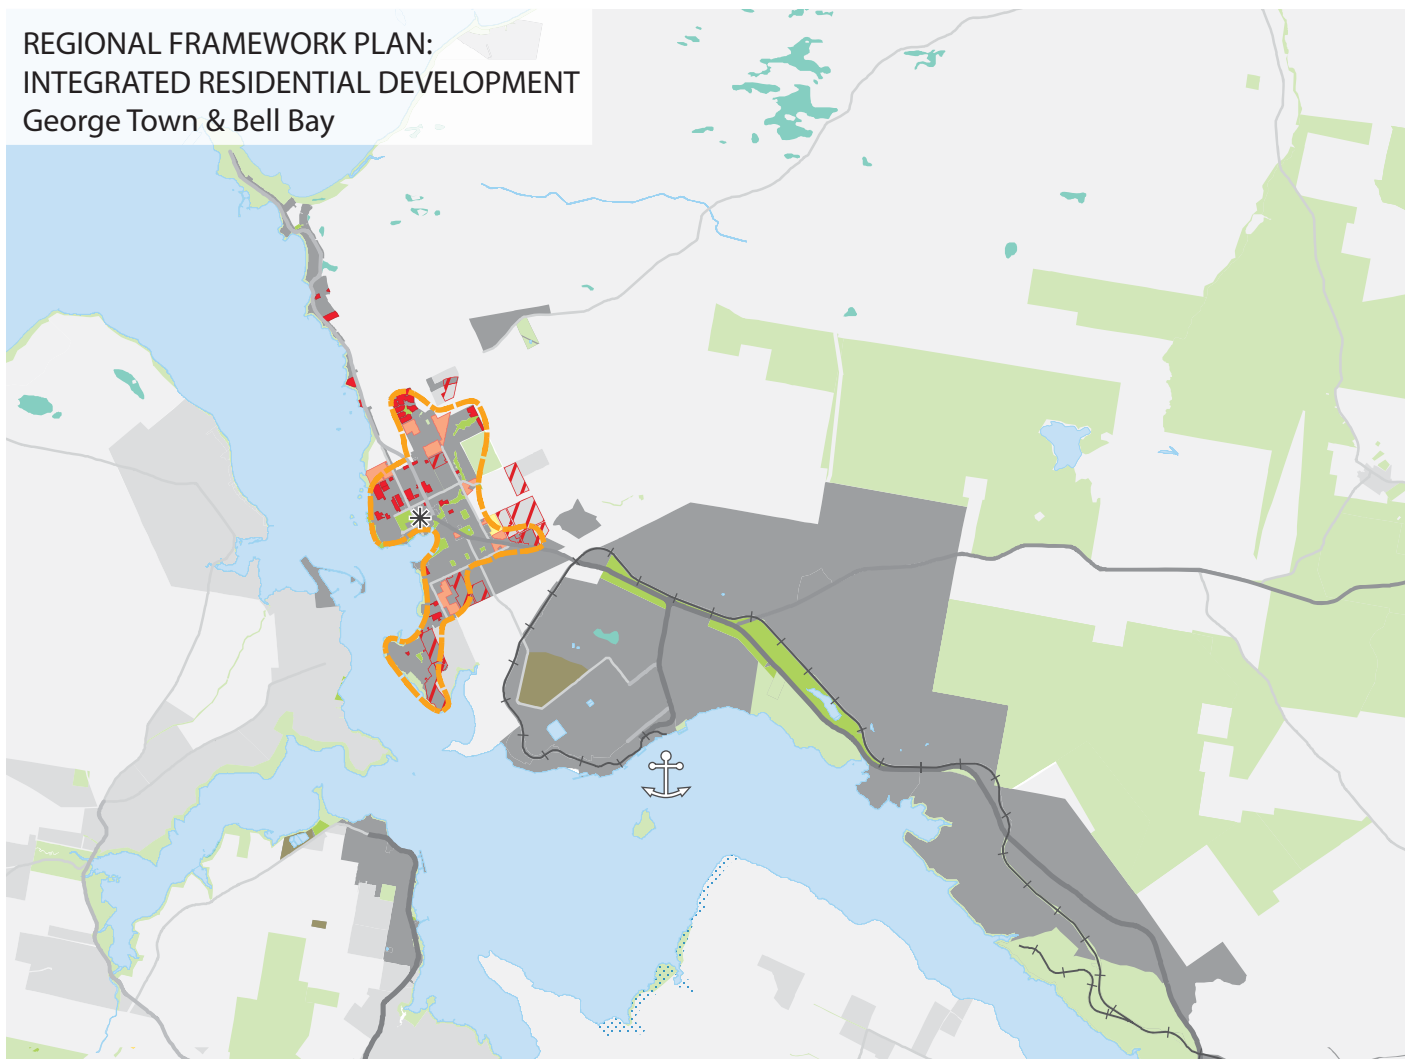 REGIONAL FRAMEWORK PLAN:
INTEGRATED RESIDENTIAL DEVELOPMENT
George Town & Bell Bay